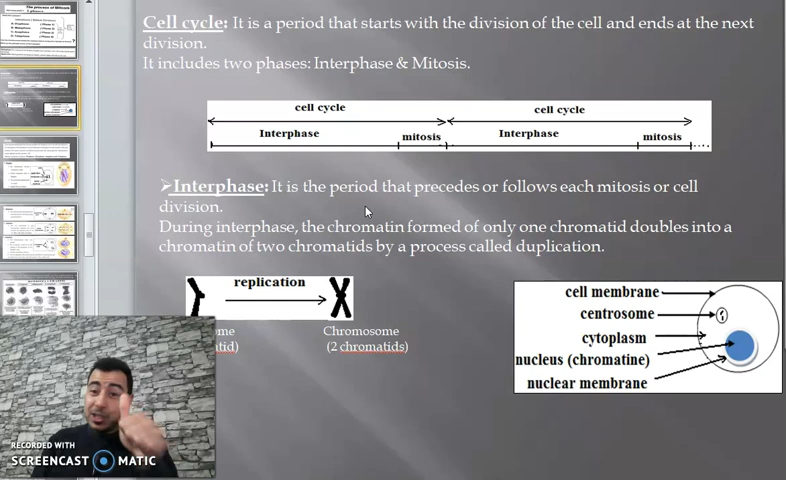 The process of Mitosis
Cell cycle: It is a period that starts with the division of the cell and ends at the next
division.
It includes two phases: Interphase & Mitosis.
cell cycle cell cycle
Interphase mitosis Interphase mitosis
➢Interphase: It is the period that precedes or follows each mitosis or cell
division.
During interphase, the chromatin formed of only one chromatid doubles into a
chromatin of two chromatids by a process called duplication.
replication
Chromosome
(2 chromatids)
cell membrane
centrosome
cytoplasm
nucleus (chromatine)
nuclear membrane
RECORDED WITH
SCREENCAST MATIC